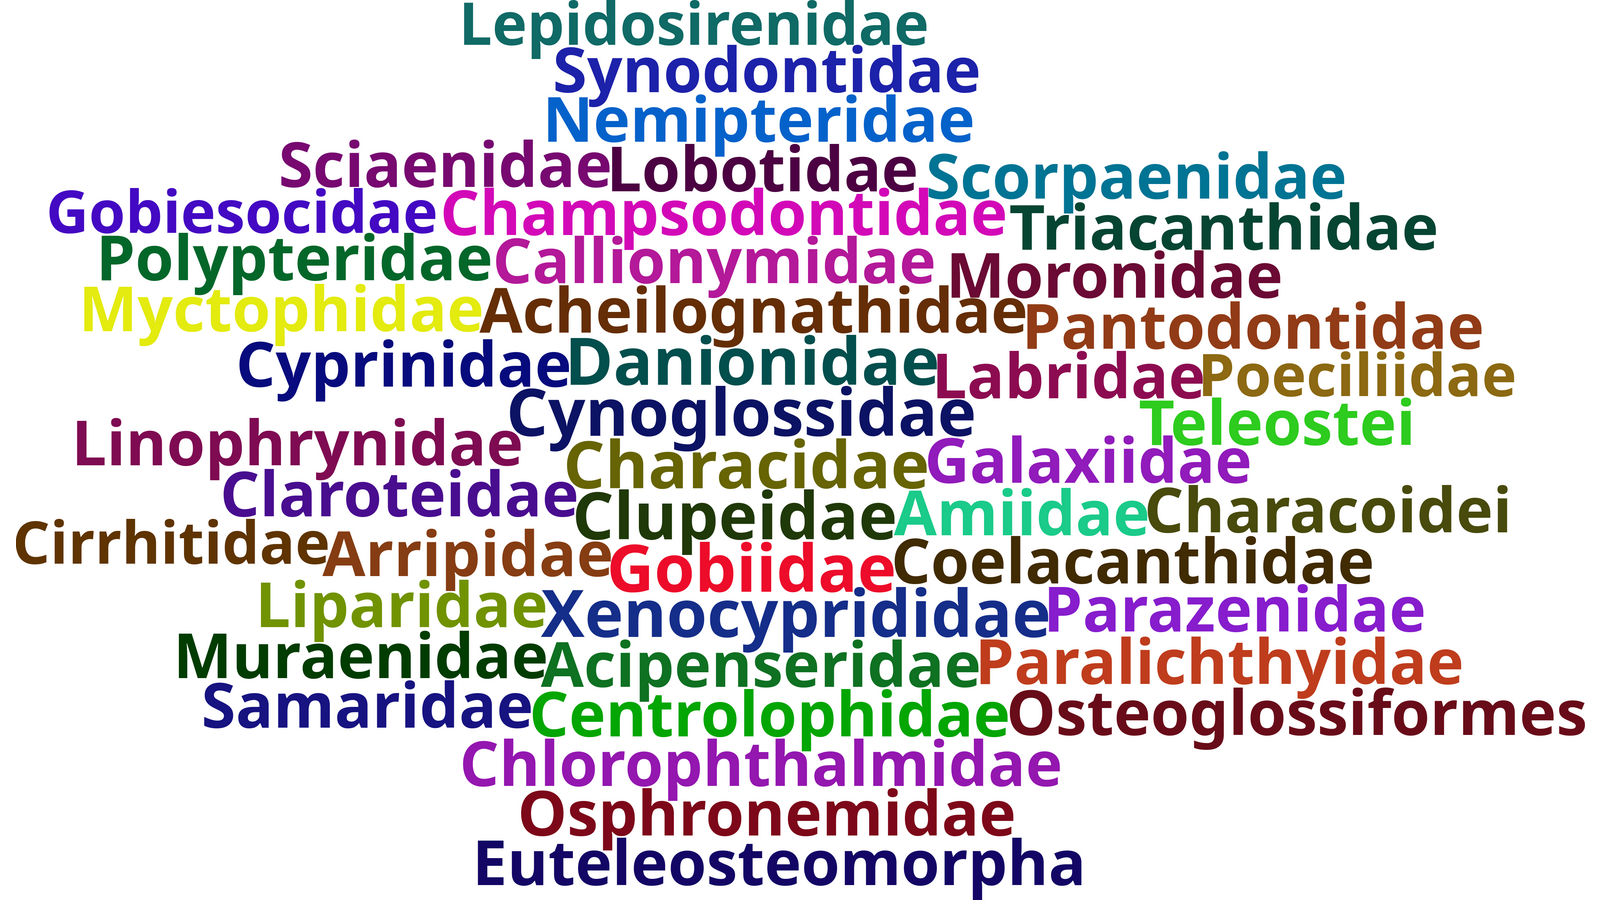 Lepidosirenidae
Synodontidae
Nemipteridae
Sciaenidae Lobotidae Scorpaenidae
Gobiesocidae Champsodontidae Triacanthidae
Polypteridae Callionymidae Moronidae
Myctophidae Acheilognathidae Pantodontidae
Cyprinidae Danionidae Labridae Poeciliidae
Cynoglossidae Teleostei
Linophrynidae Characidae Galaxiidae
Claroteidae Clupeidae Amiidae Characoidei
Cirrhitidae Arripidae Gobiidae Coelacanthidae
Liparidae Xenocyprididae Parazenidae
Muraenidae Acipenseridae Paralichthyidae
Samaridae Centrolophidae Osteoglossiformes
Chlorophthalmidae
Osphronemidae
Euteleosteomorpha